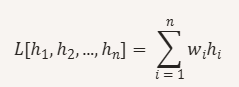 L[h₁, h₂, ..., hₙ] = ∑ᵢ₌₁ⁿ wᵢhᵢ